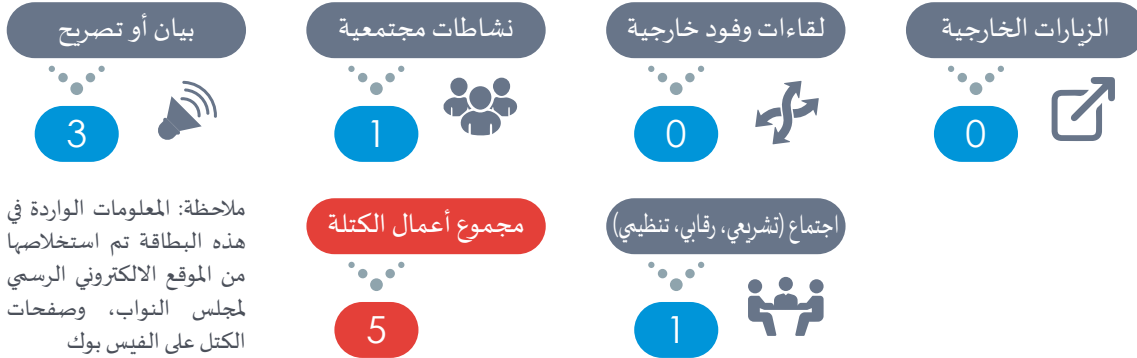 الزيارات الخارجية
0
لقاءات وفود خارجية
0
نشاطات مجتمعية
1
بيان أو تصريح
3
اجتماع (تشريعي، رقابي، تنظيمي)
1
مجموع أعمال الكتلة
5
ملاحظة: المعلومات الواردة في
هذه البطاقة تم استخلاصها
من الموقع الالكتروني الرسمي
لمجلس النواب، وصفحات
الكتل على الفيس بوك